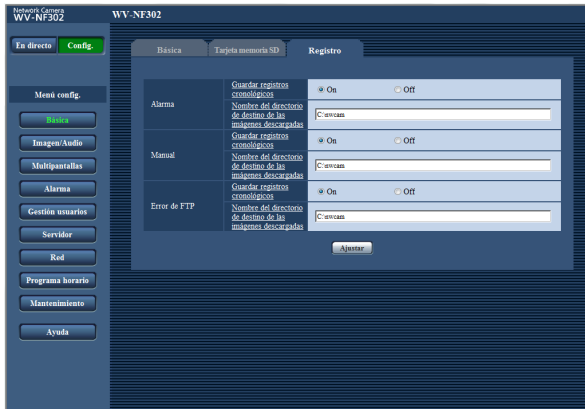 Network Camera
WV-NF302
WV-NF302
En directo
Config.
Menú config.
Básica
Imagen/Audio
Multipantallas
Alarma
Gestión usuarios
Servidor
Red
Programa horario
Mantenimiento
Ayuda
Básica
Tarjeta memoria SD
Registro
Alarma
Guardar registros
cronológicos
On
Off
Nombre del directorio
de destino de las
imágenes descargadas
C:\nwcam
Manual
Guardar registros
cronológicos
On
Off
Nombre del directorio
de destino de las
imágenes descargadas
C:\nwcam
Error de FTP
Guardar registros
cronológicos
On
Off
Nombre del directorio
de destino de las
imágenes descargadas
C:\nwcam
Ajustar